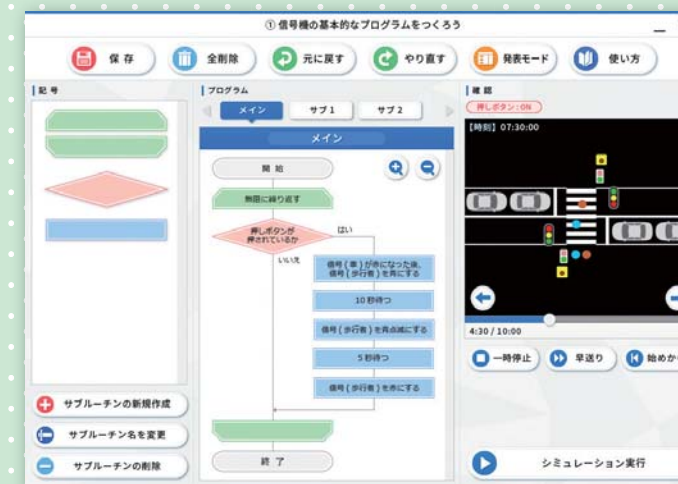 ① 信号機の基本的なプログラムをつくろう
保存
全削除
元に戻す
やり直す
発表モード
使い方
記号
プログラム
メイン
サブ1
サブ2
メイン
開始
無限に繰り返す
押しボタンが
押されているか
はい
いいえ
信号(車)が赤になった後、
信号(歩行者)を青にする
10秒待つ
信号(歩行者)を青点滅にする
5秒待つ
信号(歩行者)を赤にする
終了
サブルーチンの新規作成
サブルーチン名を変更
サブルーチンの削除
確認
押しボタン:ON
【時刻】07:30:00
4:30 / 10:00
一時停止
早送り
始めか
シミュレーション実行